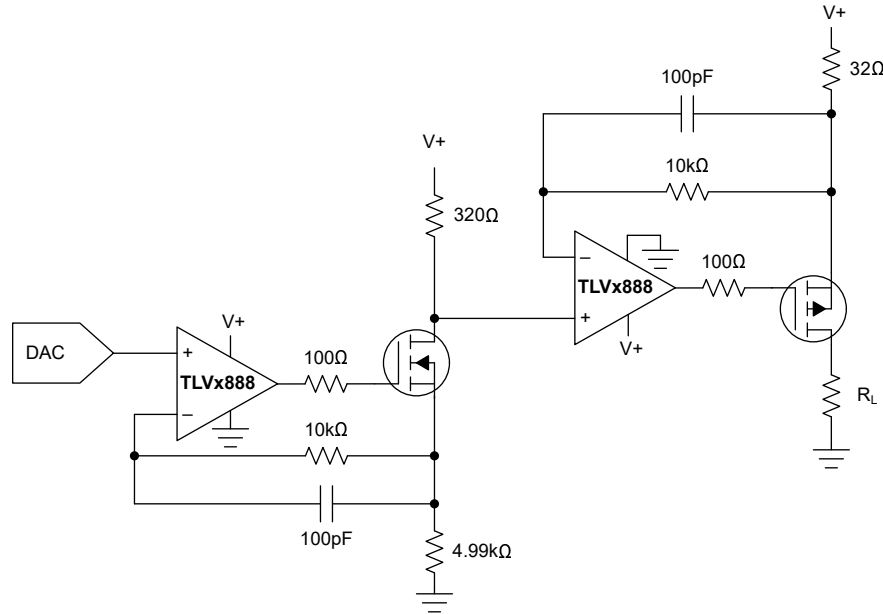 V+
32Ω
100pF
10kΩ
V+
320Ω
−
TLVx888
+
V+
100Ω
R_L
DAC
V+
+
TLVx888
−
100Ω
10kΩ
100pF
4.99kΩ